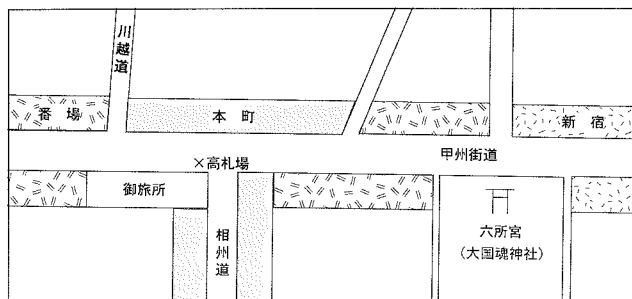 川越道
番場
本町
新宿
甲州街道
×高札場
御旅所
相州道
六所宮
(大国魂神社)